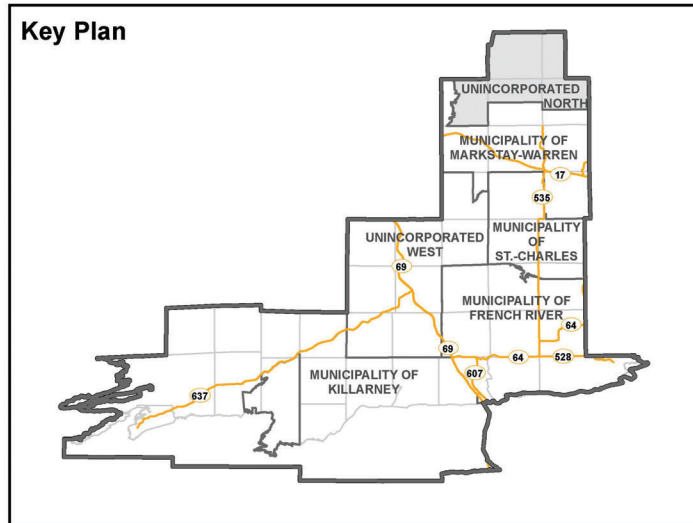 Key Plan
UNINCORPORATED
NORTH
MUNICIPALITY OF
MARKSTAY-WARREN
17
535
UNINCORPORATED
WEST
MUNICIPALITY
OF
ST.-CHARLES
69
MUNICIPALITY OF
FRENCH RIVER
64
69
64
528
607
MUNICIPALITY OF
KILLARNEY
637